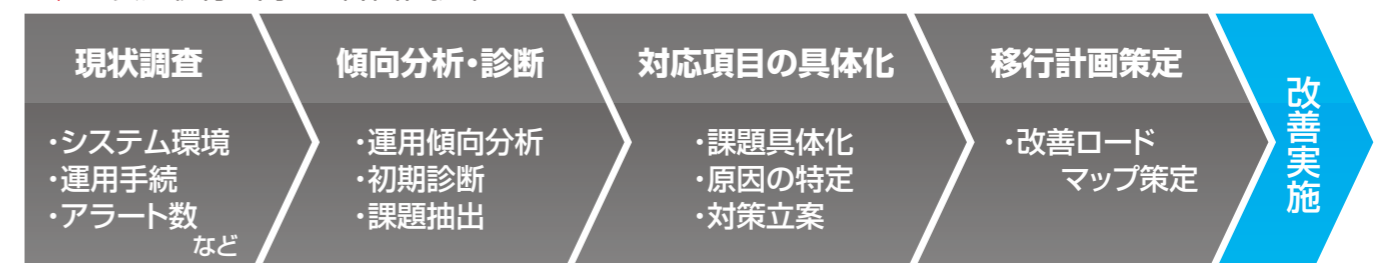 現状調査
・システム環境
・運用手続
・アラート数
など
傾向分析・診断
・運用傾向分析
・初期診断
・課題抽出
対応項目の具体化
・課題具体化
・原因の特定
・対策立案
移行計画策定
・改善ロード
マップ策定
改善実施